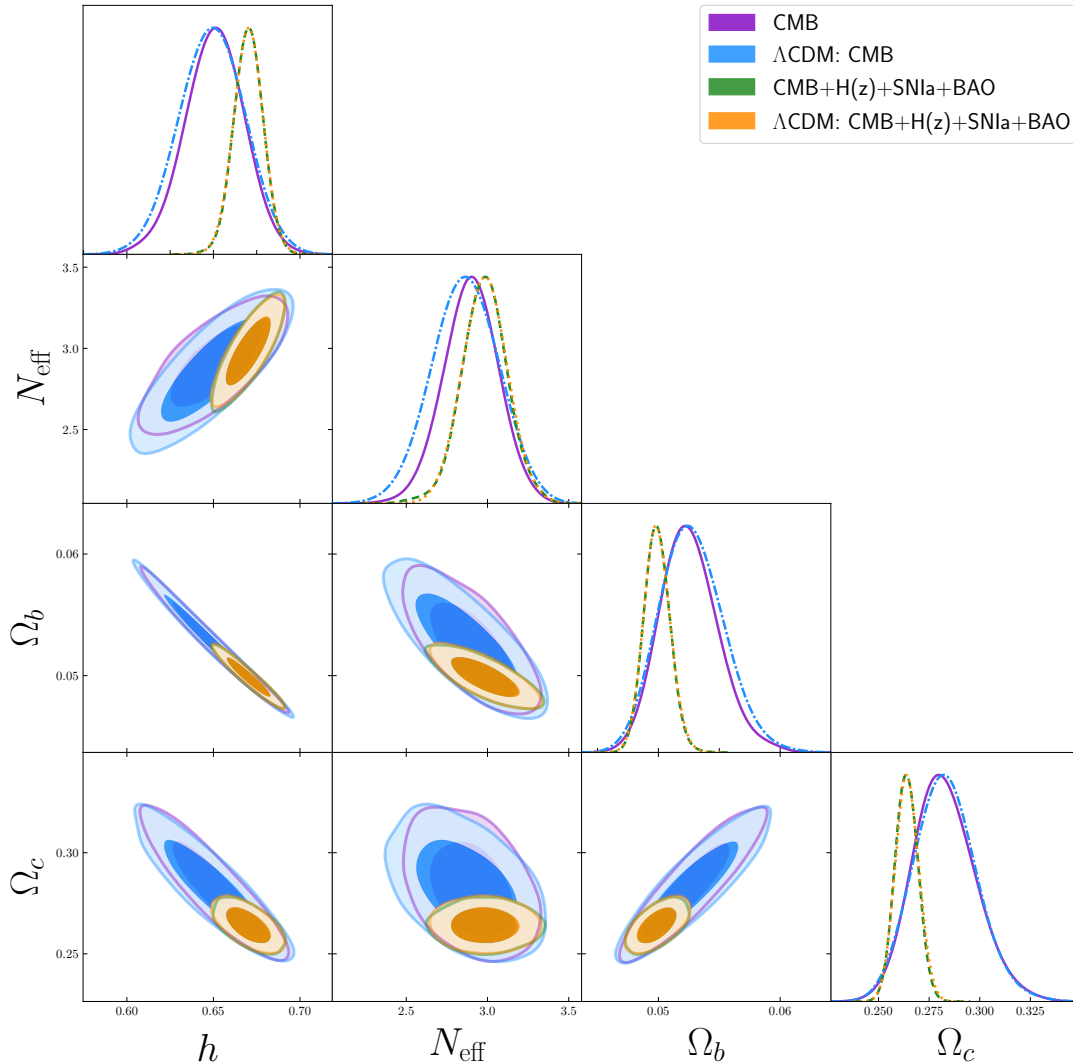 CMB
ΛCDM: CMB
CMB+H(z)+SNIa+BAO
ΛCDM: CMB+H(z)+SNIa+BAO
3.5
3.0
2.5
N_eff
0.06
0.05
Ω_b
0.30
0.25
Ω_c
0.60 0.65 0.70
2.5 3.0 3.5
0.05 0.06
0.250 0.275 0.300 0.325
h
N_eff
Ω_b
Ω_c